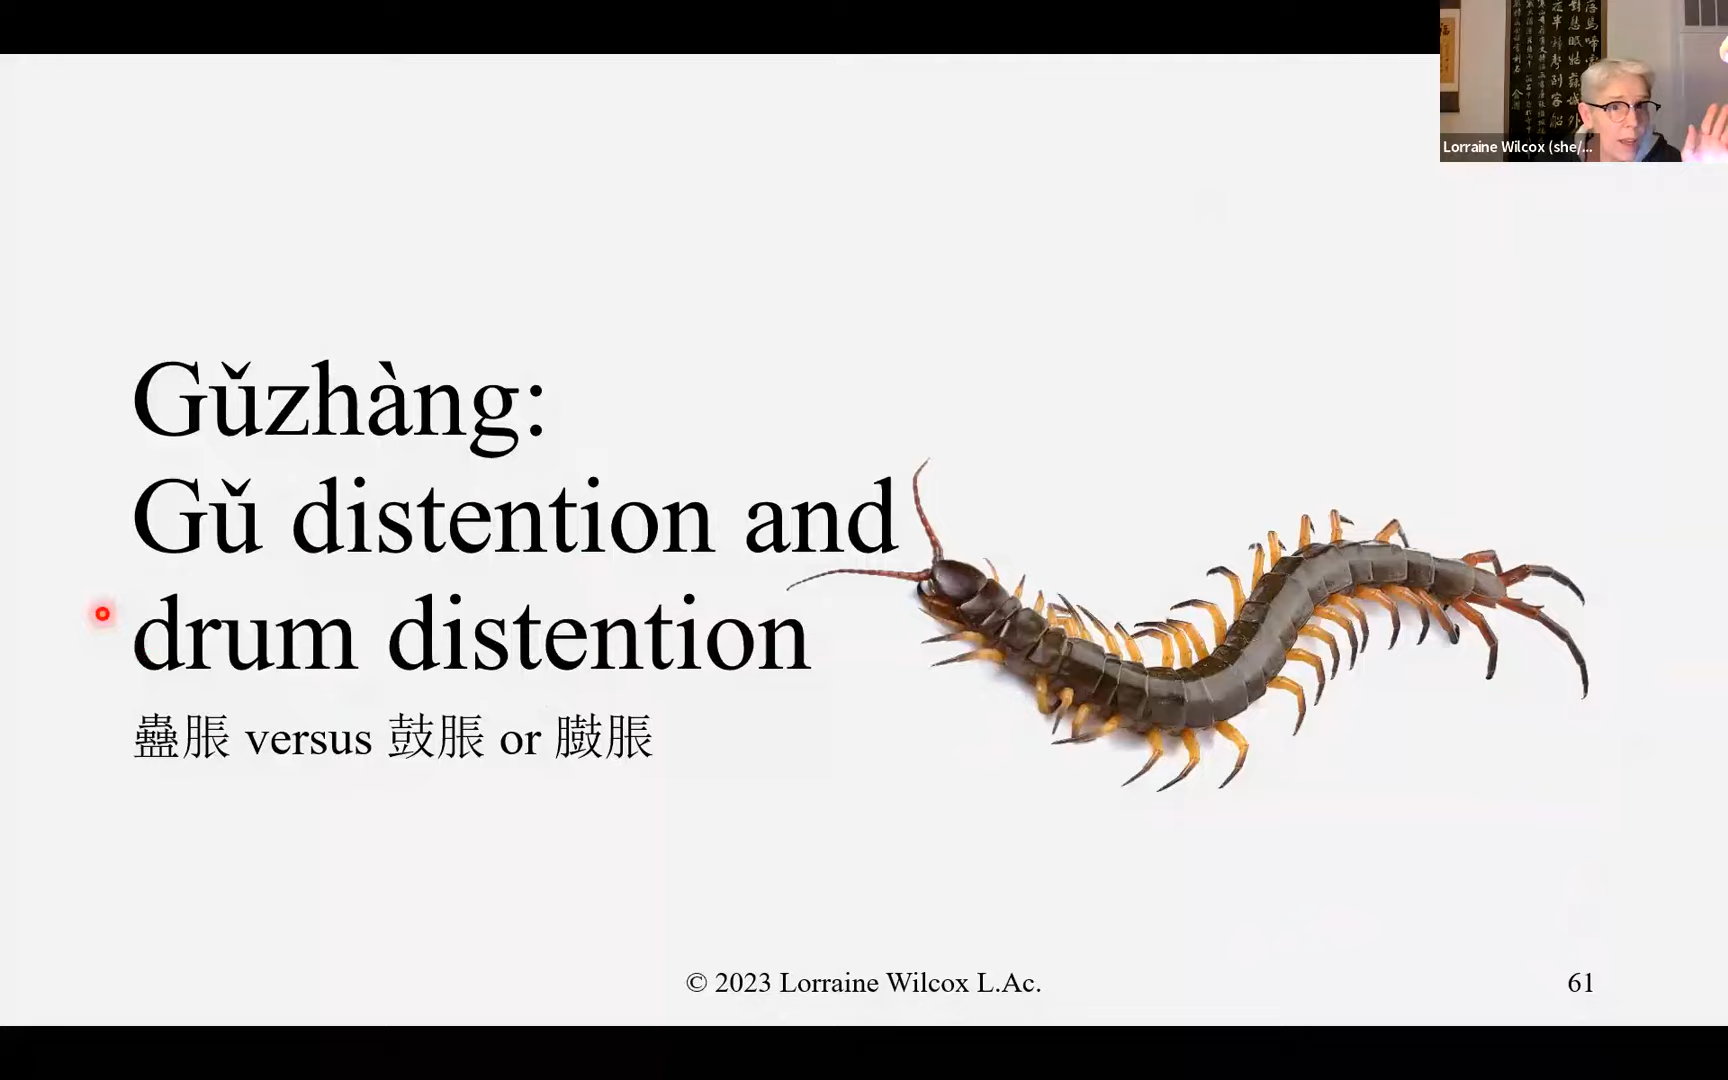 Lorraine Wilcox (she/...
Gǔzhàng:
Gǔ distention and
drum distention
蠱脹 versus 鼓脹 or 臌脹
© 2023 Lorraine Wilcox L.Ac.
61